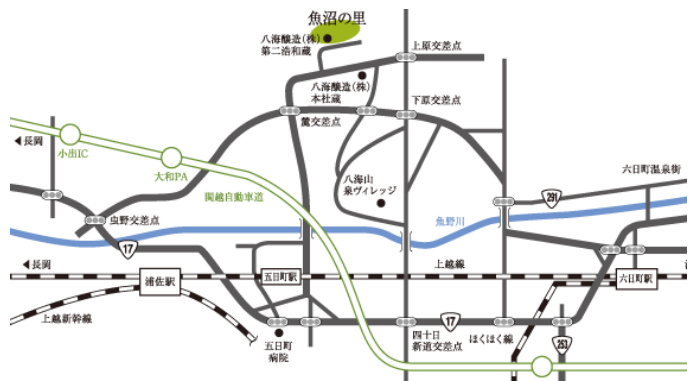 魚沼の里
八海醸造(株)
第二浩和蔵
上原交差点
八海醸造(株)
本社蔵
下原交差点
麓交差点
◀長岡
小出IC
大和PA
関越自動車道
八海山
泉ヴィレッジ
六日町温泉街
291
魚野川
虫野交差点
17
◀長岡
浦佐駅
五日町駅
上越線
六日町駅
上越新幹線
五日町
病院
四十日
新道交差点
17
ほくほく線
253